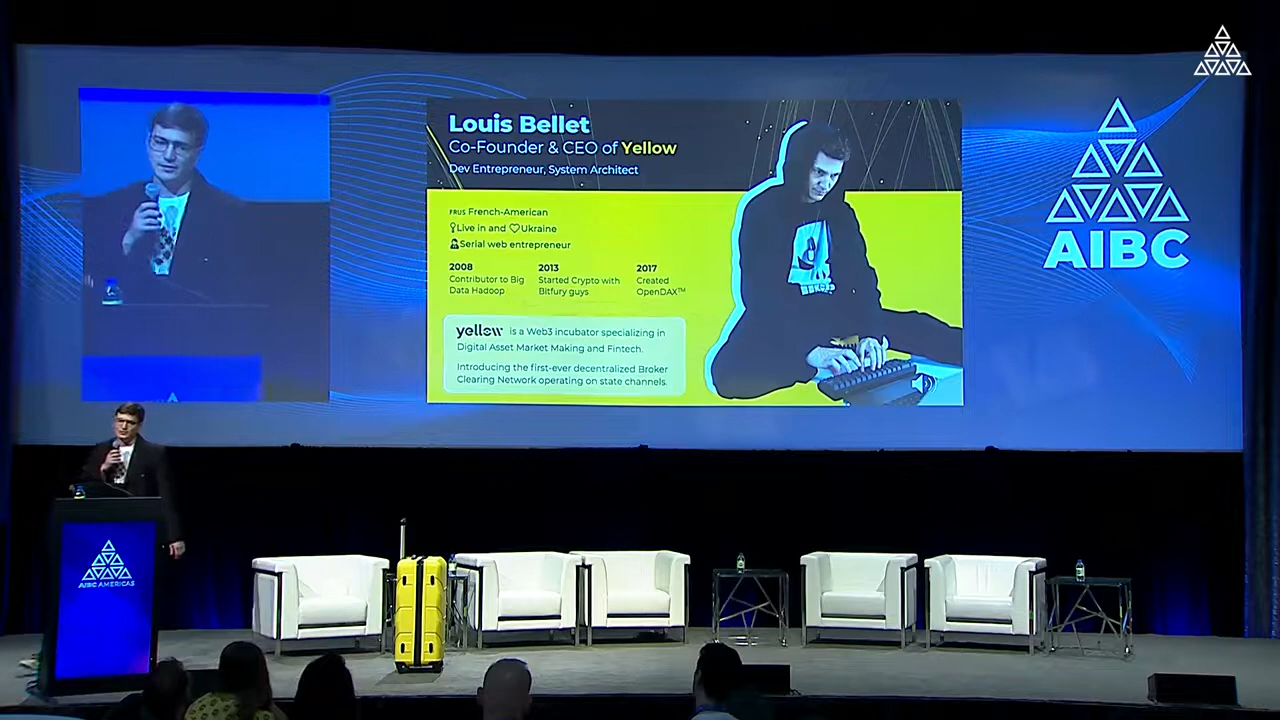 Louis Bellet
Co-Founder & CEO of Yellow
Dev Entrepreneur, System Architect
FRUS French-American
Live in and Ukraine
Serial web entrepreneur
2008
Contributor to Big
Data Hadoop
2013
Started Crypto with
Bitfury guys
2017
Created
OpenDAX™
yellow is a Web3 incubator specializing in
Digital Asset Market Making and Fintech.
Introducing the first-ever decentralized Broker
Clearing Network operating on state channels.
AIBC
AIBC AMERICAS